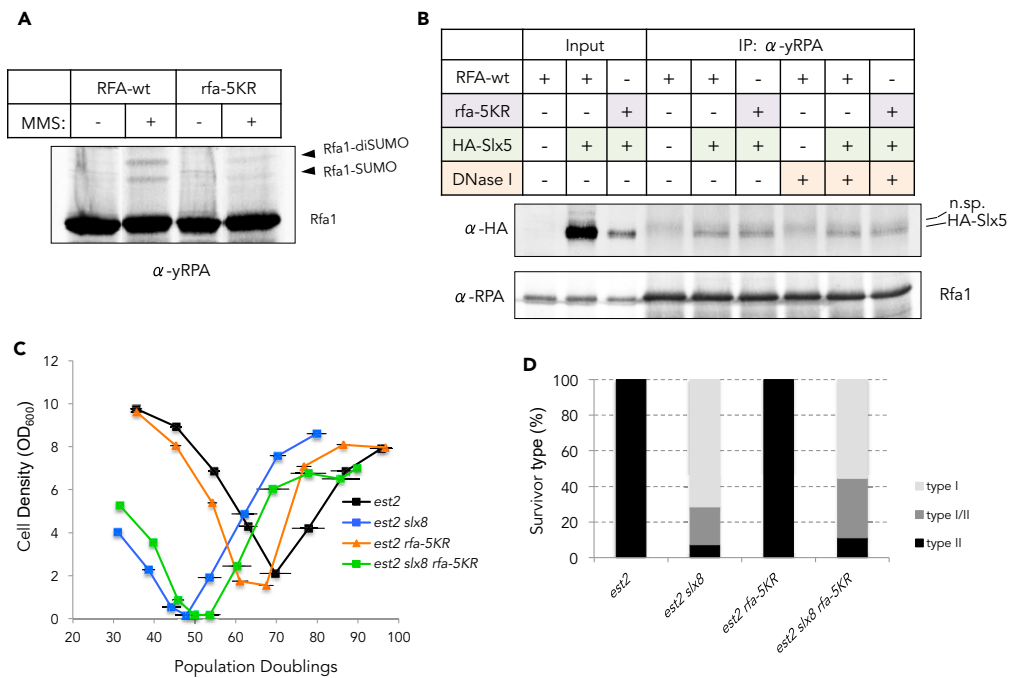 A
RFA-wt rfa-5KR
MMS: - + - +
Rfa1-diSUMO
Rfa1-SUMO
Rfa1
α-yRPA
B
Input IP: α-yRPA
RFA-wt + + - + + - + + -
rfa-5KR - - + - - + - - +
HA-Slx5 - + + - + + - + +
DNase I - - - - - - + + +
α-HA
n.sp.
HA-Slx5
α-RPA
Rfa1
C
Cell Density (OD600)
12
10
8
6
4
2
0
20 30 40 50 60 70 80 90 100
Population Doublings
est2
est2 slx8
est2 rfa-5KR
est2 slx8 rfa-5KR
D
Survivor type (%)
100
80
60
40
20
0
est2
est2 slx8
est2 rfa-5KR
est2 slx8 rfa-5KR
type I
type I/II
type II